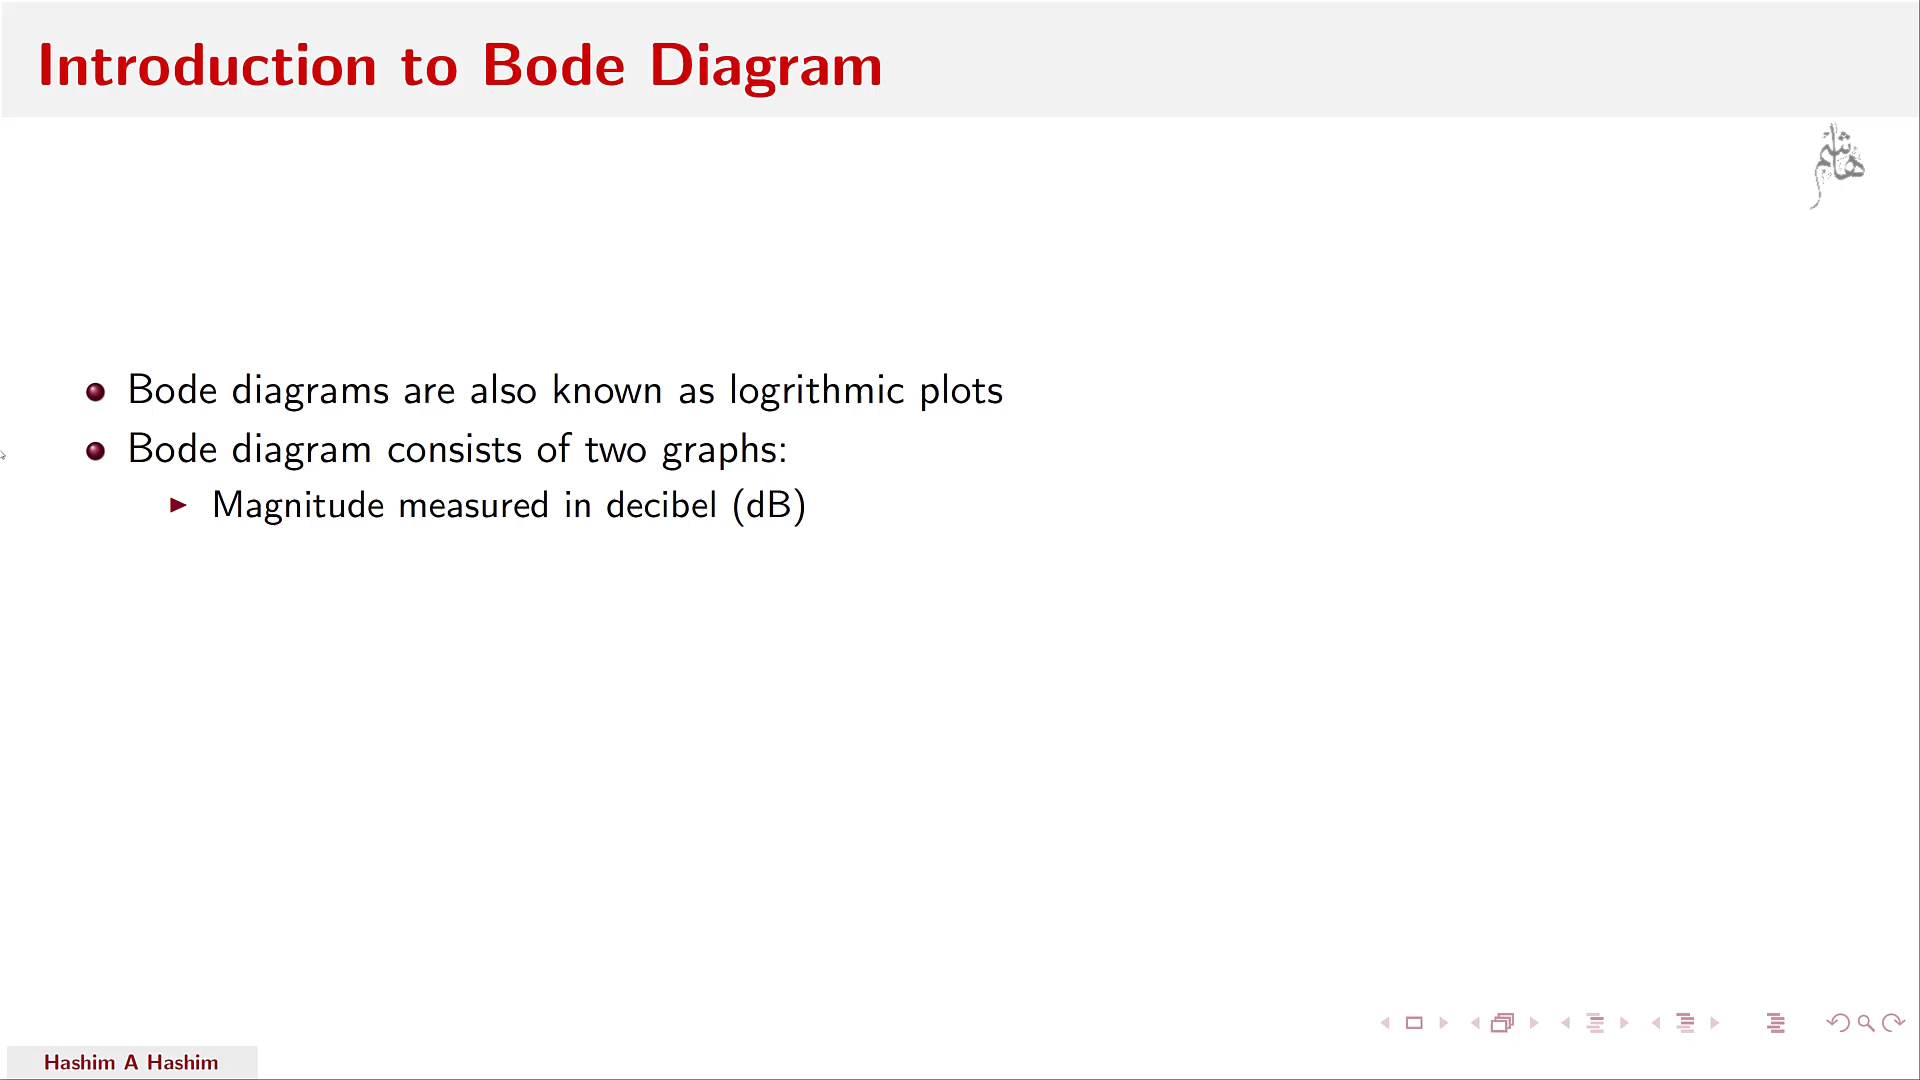 Introduction to Bode Diagram
هاشم
Bode diagrams are also known as logrithmic plots
Bode diagram consists of two graphs:
Magnitude measured in decibel (dB)
Hashim A Hashim